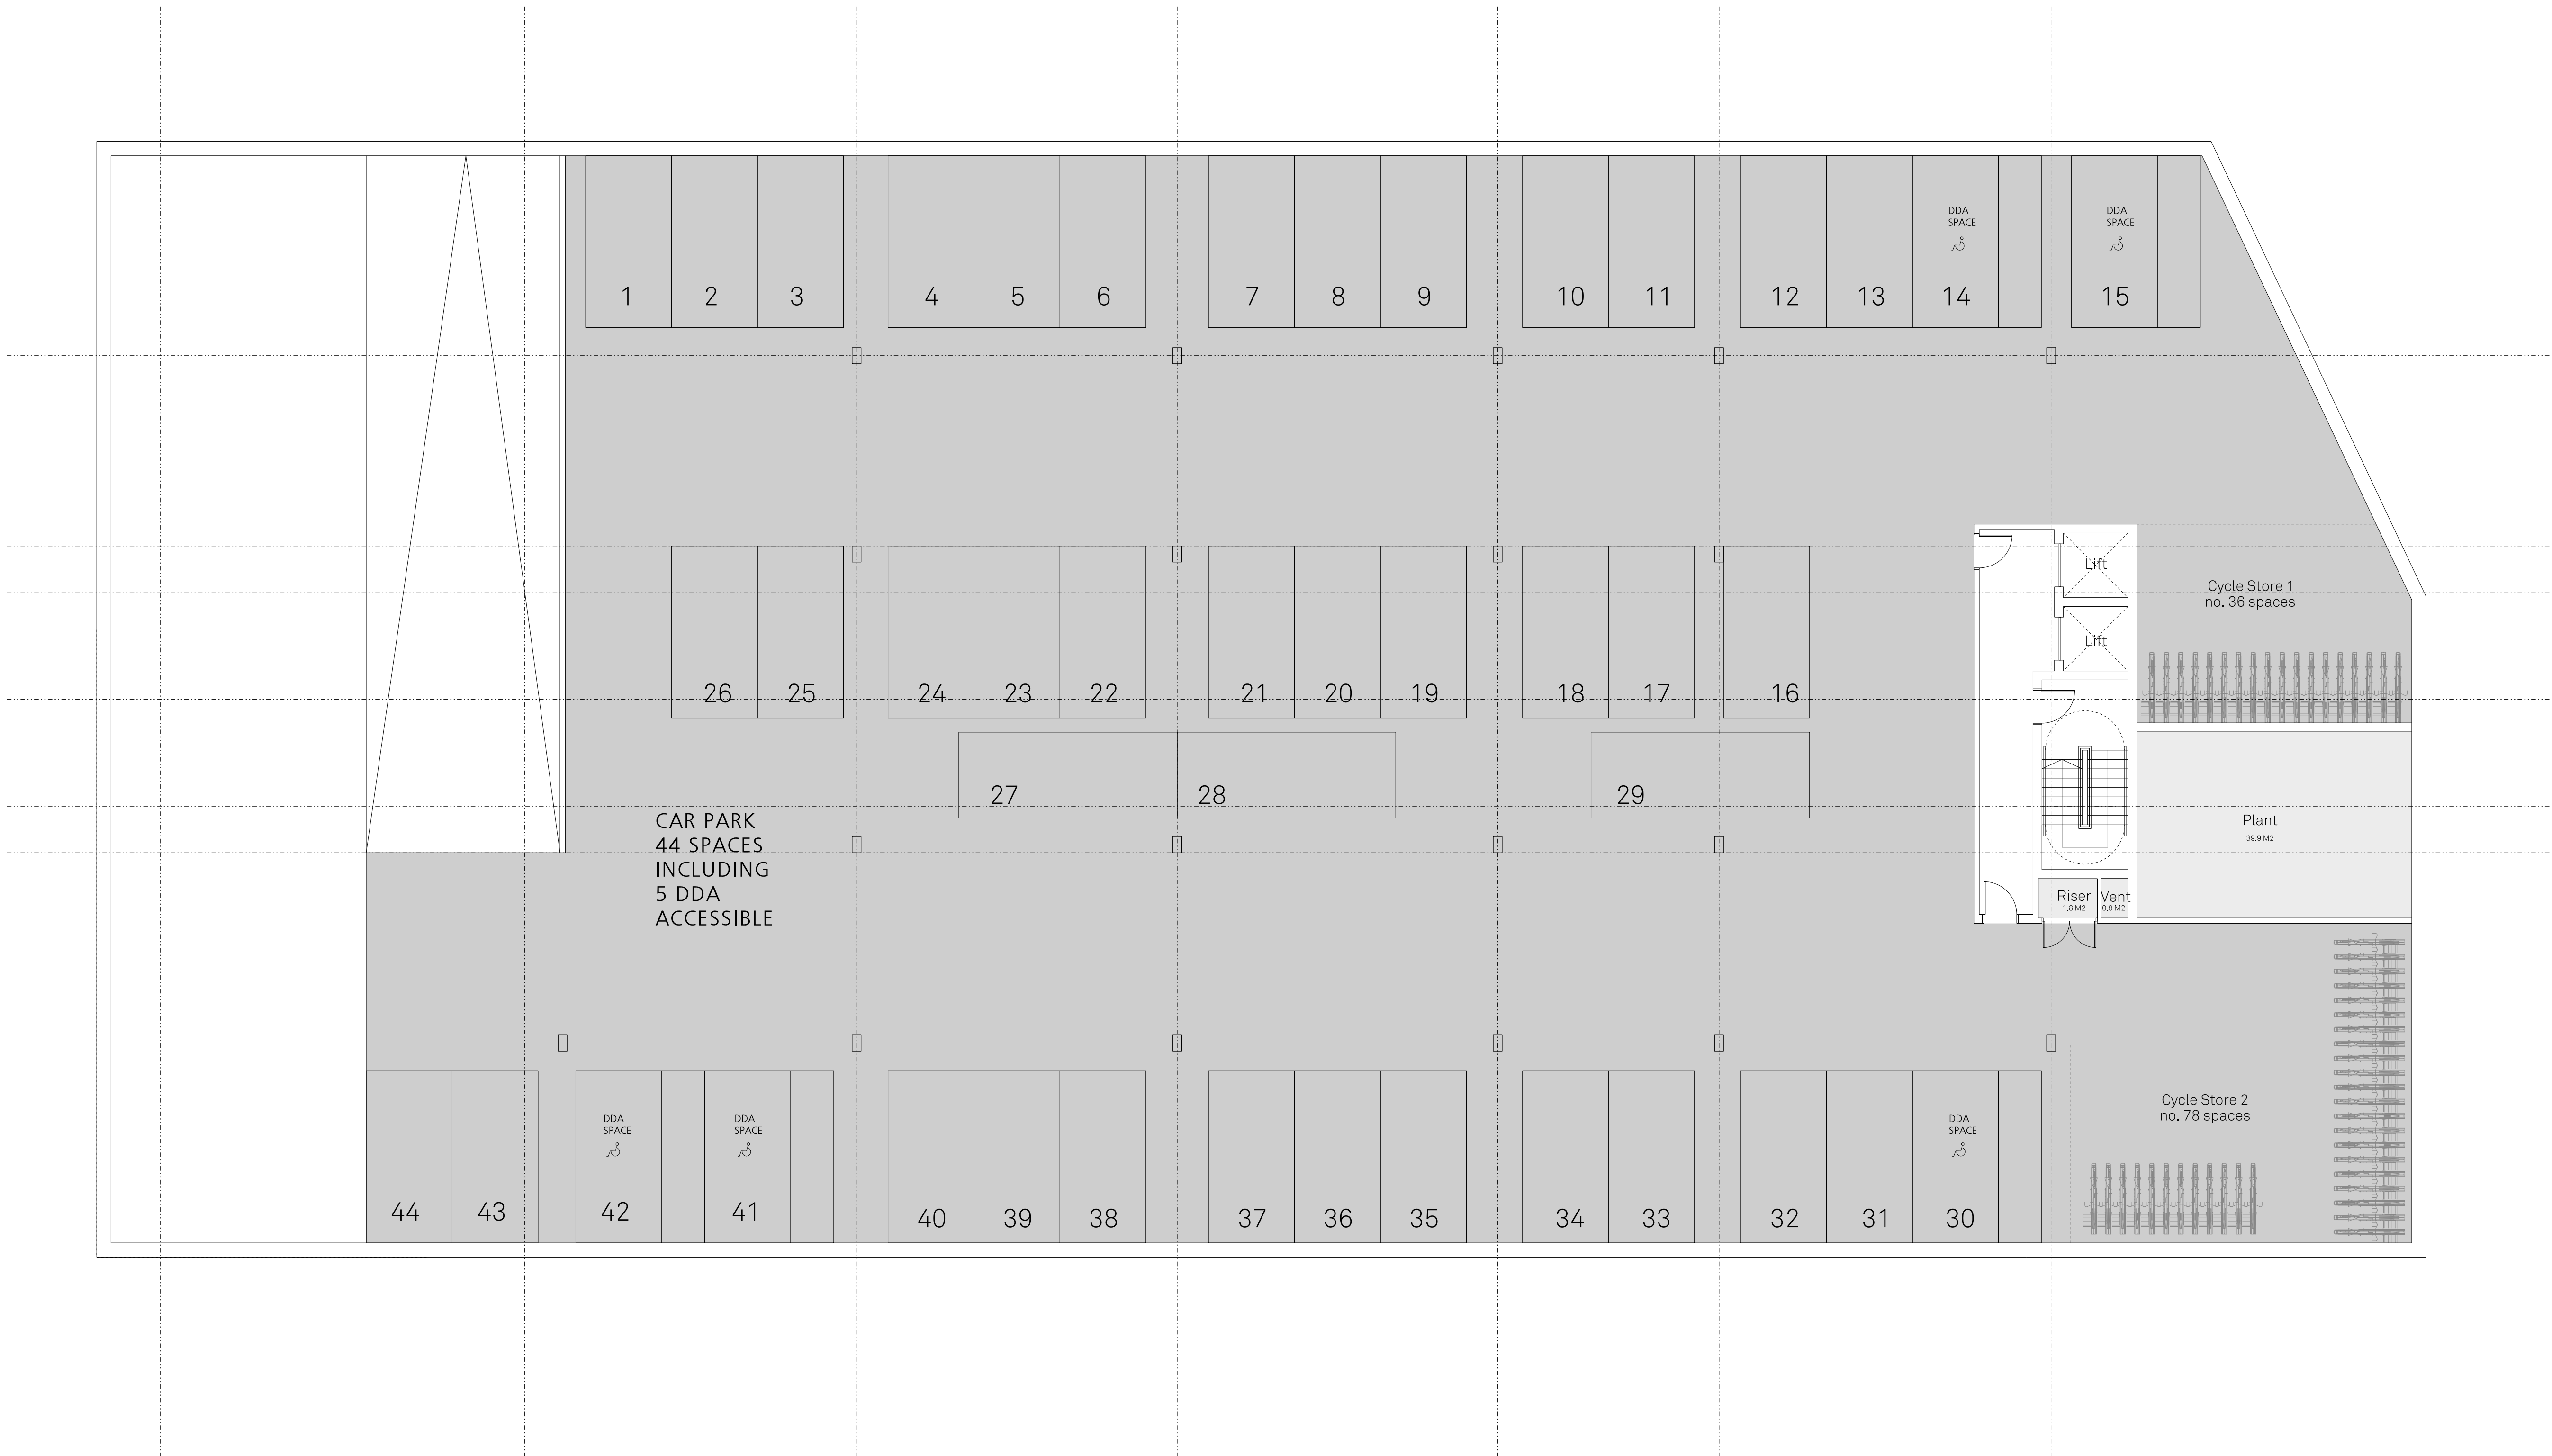 DDA
SPACE
DDA
SPACE
1
2
3
4
5
6
7
8
9
10
11
12
13
14
15
Lift
Cycle Store 1
no. 36 spaces
Lift
26
25
24
23
22
21
20
19
18
17
16
27
28
29
CAR PARK
44 SPACES
INCLUDING
5 DDA
ACCESSIBLE
Plant
39.9 M2
Riser
1.8 M2
Vent
0.8 M2
Cycle Store 2
no. 78 spaces
DDA
SPACE
DDA
SPACE
DDA
SPACE
44
43
42
41
40
39
38
37
36
35
34
33
32
31
30